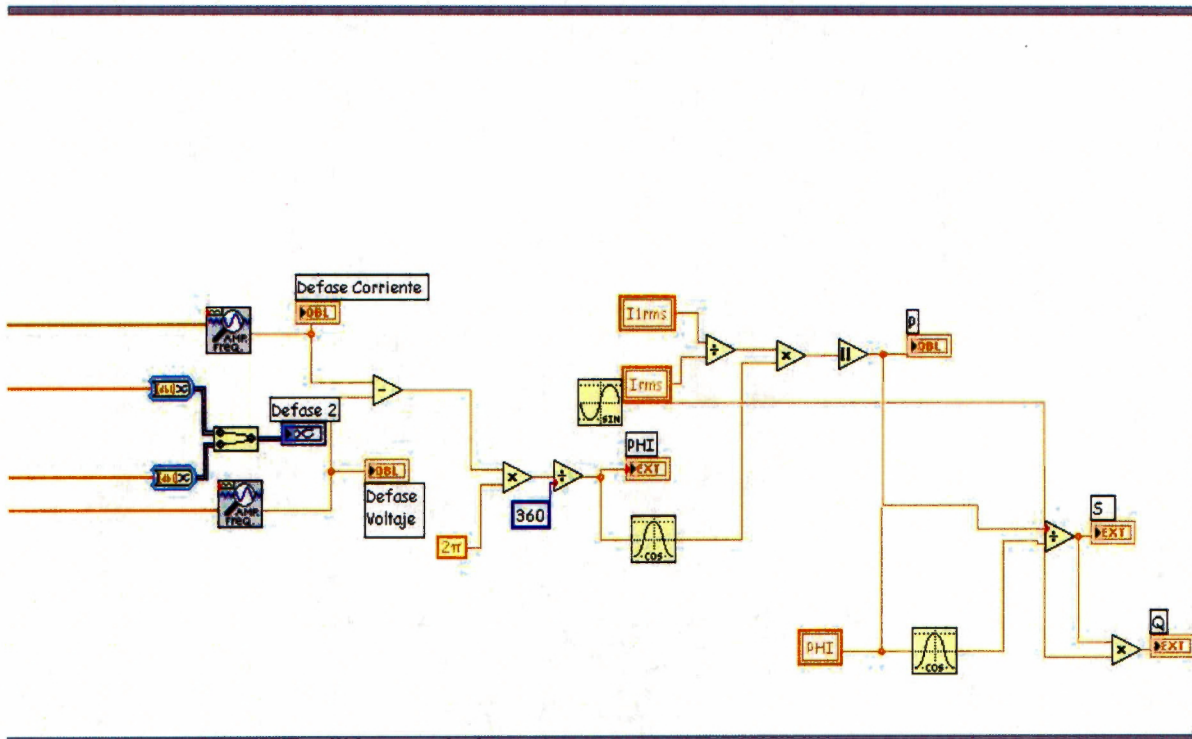 Defase Corriente
DBL
AMP
FREQ.
dbl
Defase 2
dbl
AMP
FREQ.
DBL
Defase
Voltaje
2π
360
I1rms
Irms
SIN
PHI
EXT
COS
P
DBL
S
EXT
PHI
COS
Q
EXT